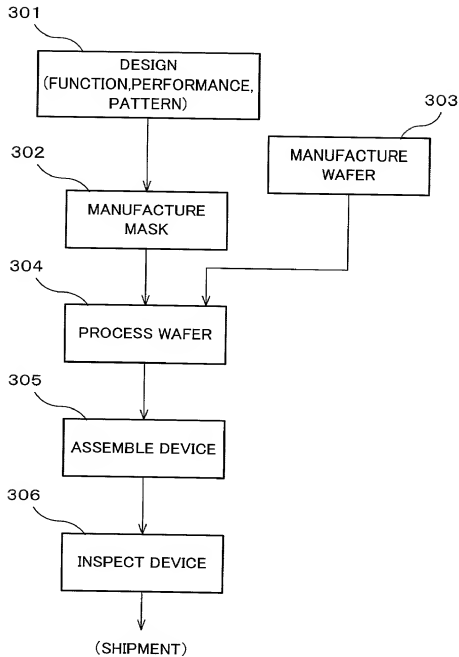 301
DESIGN
(FUNCTION,PERFORMANCE,
PATTERN)
303
MANUFACTURE
WAFER
302
MANUFACTURE
MASK
304
PROCESS WAFER
305
ASSEMBLE DEVICE
306
INSPECT DEVICE
(SHIPMENT)